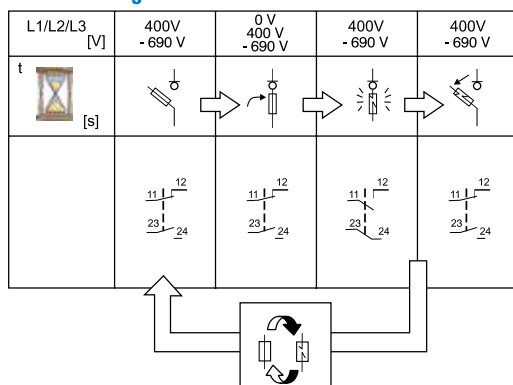 L1/L2/L3
[V]
400V
- 690 V
0 V
400 V
- 690 V
400V
- 690 V
400V
- 690 V
t
[s]
11 12
23 24
11 12
23 24
11 12
23 24
11 12
23 24